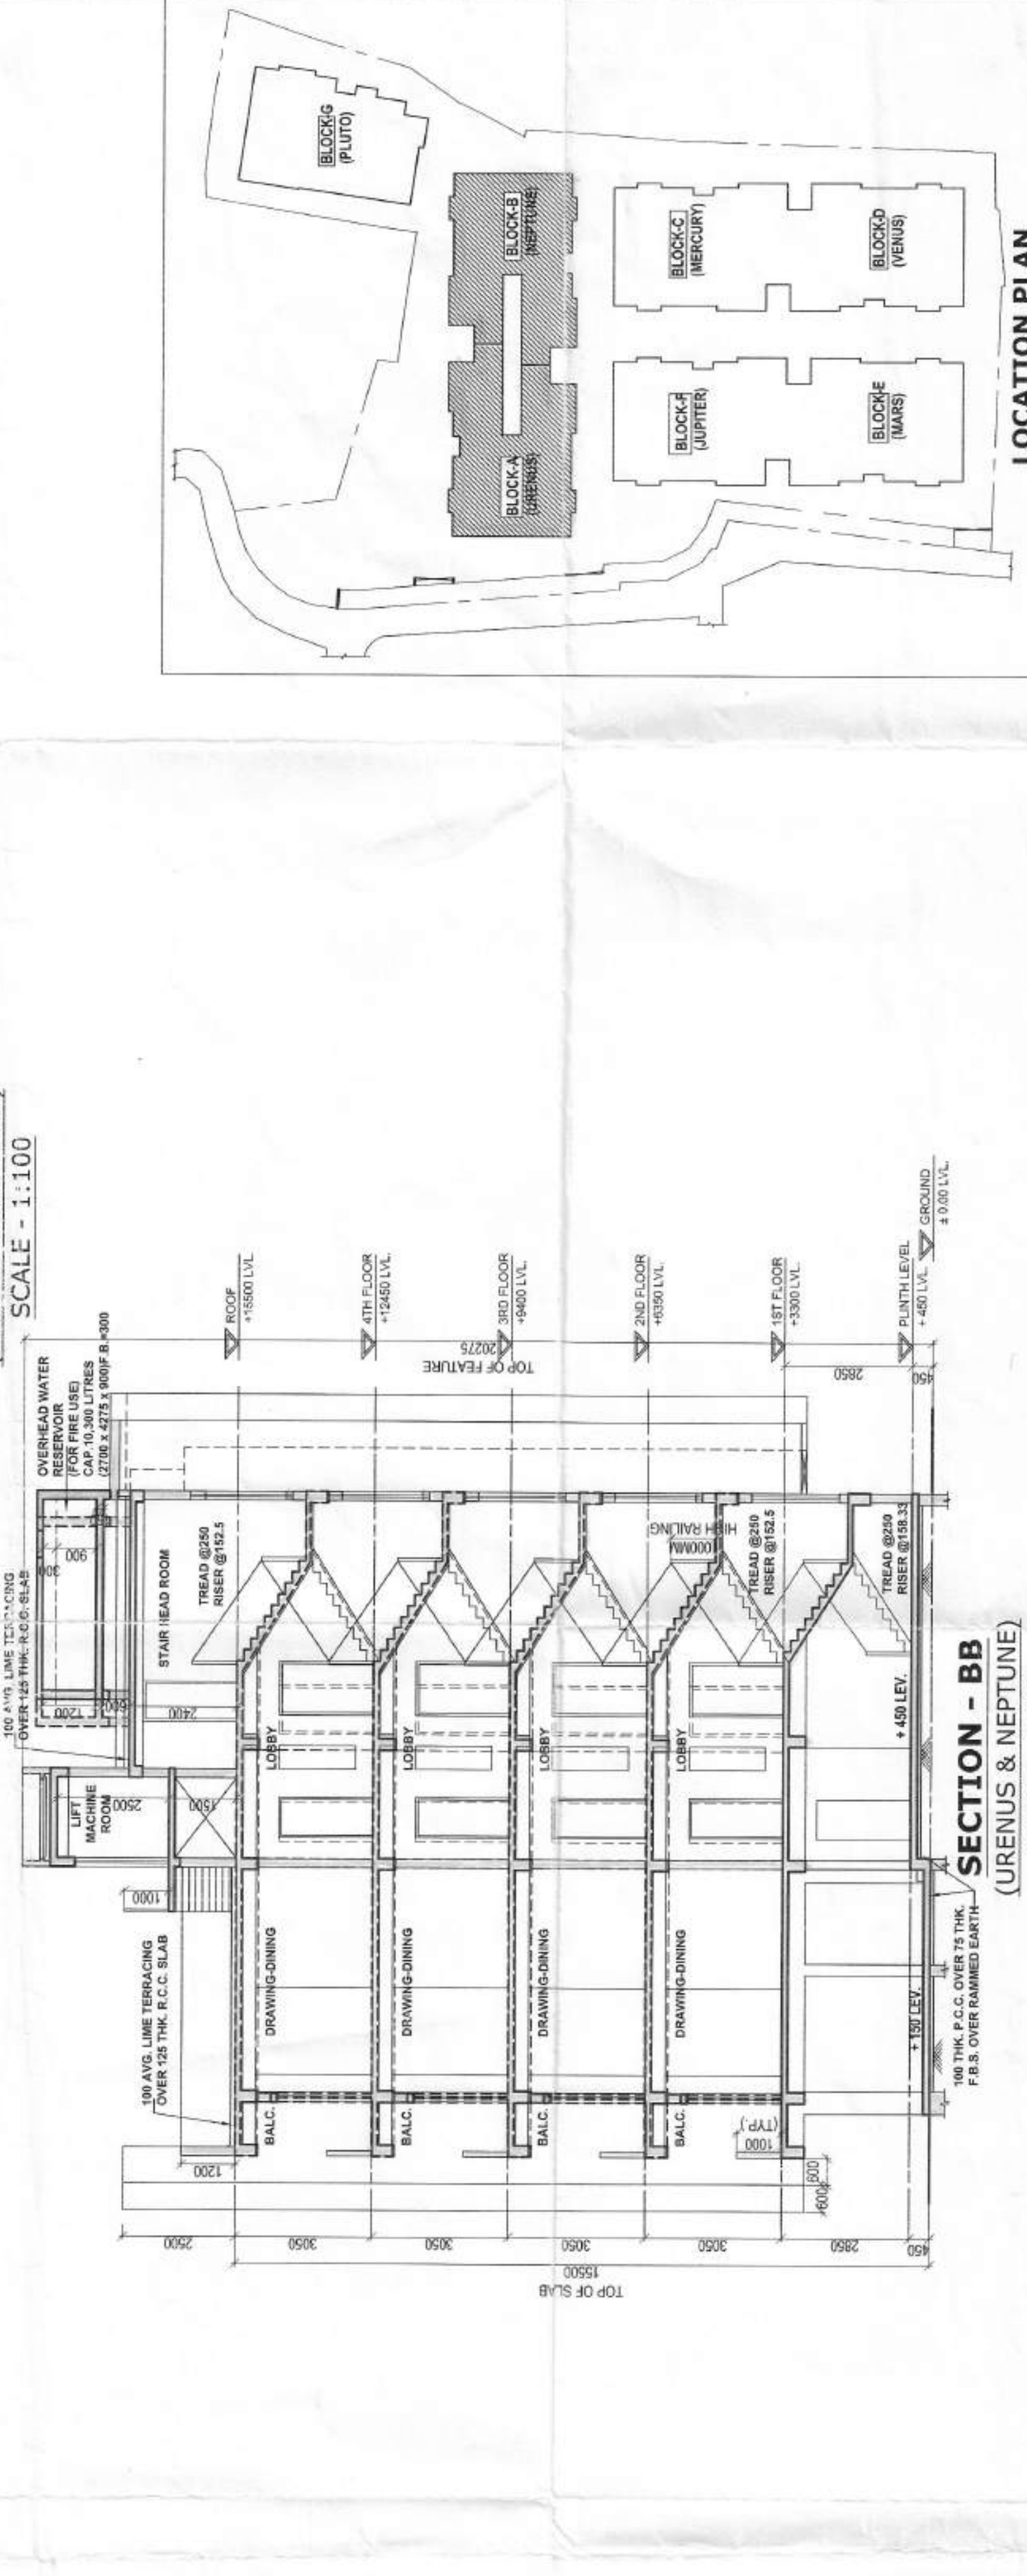 SCALE - 1:100
OVERHEAD WATER
RESERVOIR
(FOR FIRE USE)
CAP.10,300 LITRES
(2700 x 4275 x 900)F.B.=300
100 AVG. LIME TERRACING
OVER 125 THK. R.C.C. SLAB
300
900
1200
600
STAIR HEAD ROOM
2400
LIFT
MACHINE
ROOM
2500
1500
1000
100 AVG. LIME TERRACING
OVER 125 THK. R.C.C. SLAB
1200
TREAD @250
RISER @152.5
LOBBY
DRAWING-DINING
BALC.
LOBBY
DRAWING-DINING
BALC.
LOBBY
DRAWING-DINING
BALC.
LOBBY
DRAWING-DINING
BALC.
HIGH RAILING
1000MM
TREAD @250
RISER @152.5
TREAD @250
RISER @158.33
1000
(TYP.)
600
600
+ 450 LEV.
+ 150 LEV.
100 THK. P.C.C. OVER 75 THK.
F.B.S. OVER RAMMED EARTH
2500
3050
3050
3050
3050
2850
450
15500
TOP OF SLAB
ROOF
+15500 LVL.
4TH FLOOR
+12450 LVL.
3RD FLOOR
+9400 LVL.
2ND FLOOR
+6350 LVL.
1ST FLOOR
+3300 LVL.
PLINTH LEVEL
+ 450 LVL.
GROUND
± 0.00 LVL.
20275
TOP OF FEATURE
2850
450
SECTION - BB
(URENUS & NEPTUNE)
BLOCK-G
(PLUTO)
BLOCK-A
(URENUS)
BLOCK-B
(NEPTUNE)
BLOCK-F
(JUPITER)
BLOCK-C
(MERCURY)
BLOCK-E
(MARS)
BLOCK-D
(VENUS)
LOCATION PLAN